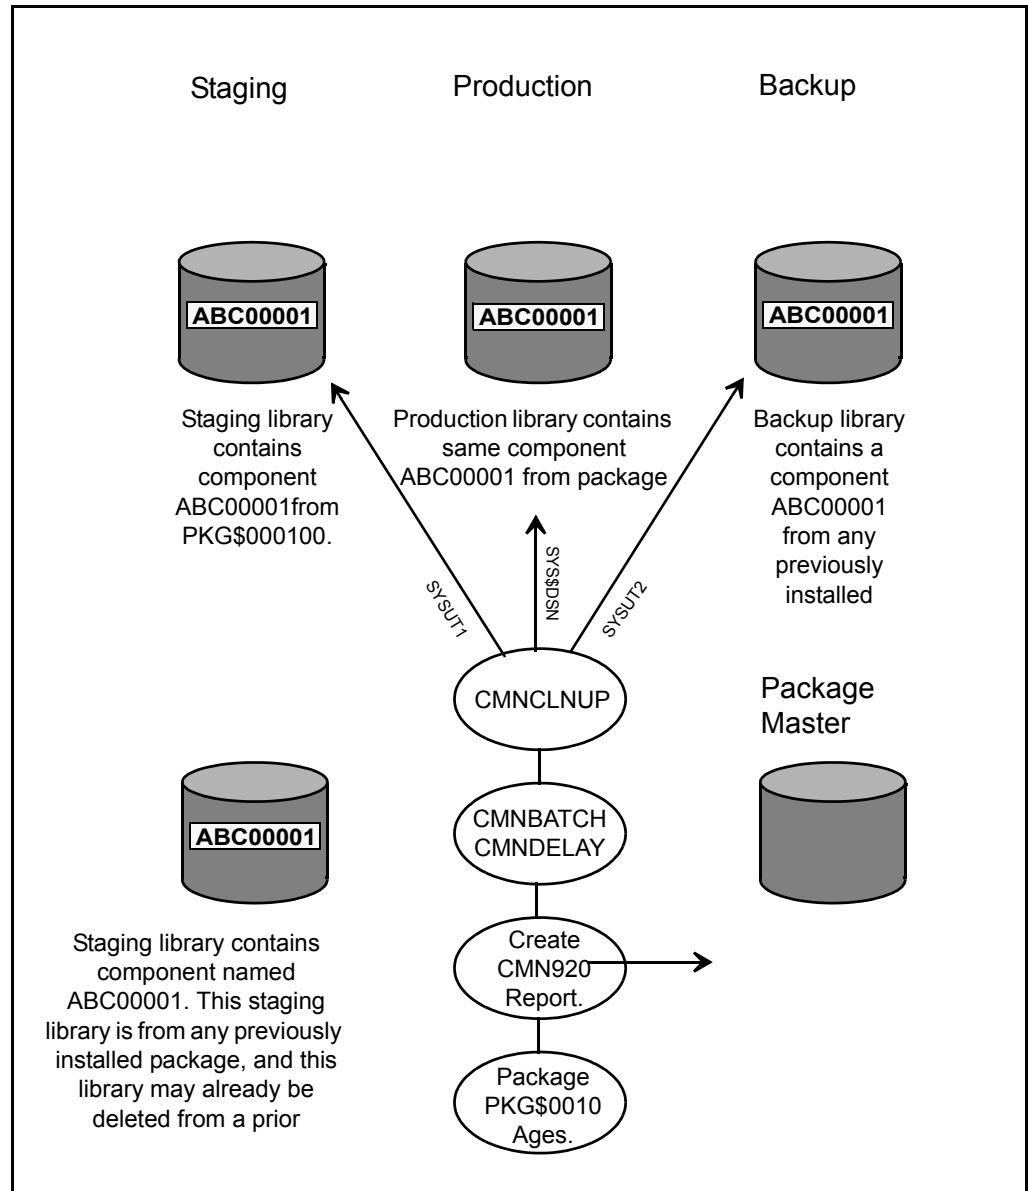 Staging
Production
Backup
ABC00001
ABC00001
ABC00001
Staging library
contains
component
ABC00001from
PKG$000100.
Production library contains
same component
ABC00001 from package
Backup library
contains a
component
ABC00001
from any
previously
installed
SYSUT1
SYS$DSN
SYSUT2
CMNCLNUP
Package
Master
ABC00001
CMNBATCH
CMNDELAY
Staging library contains
component named
ABC00001. This staging
library is from any previously
installed package, and this
library may already be
deleted from a prior
Create
CMN920
Report.
Package
PKG$0010
Ages.